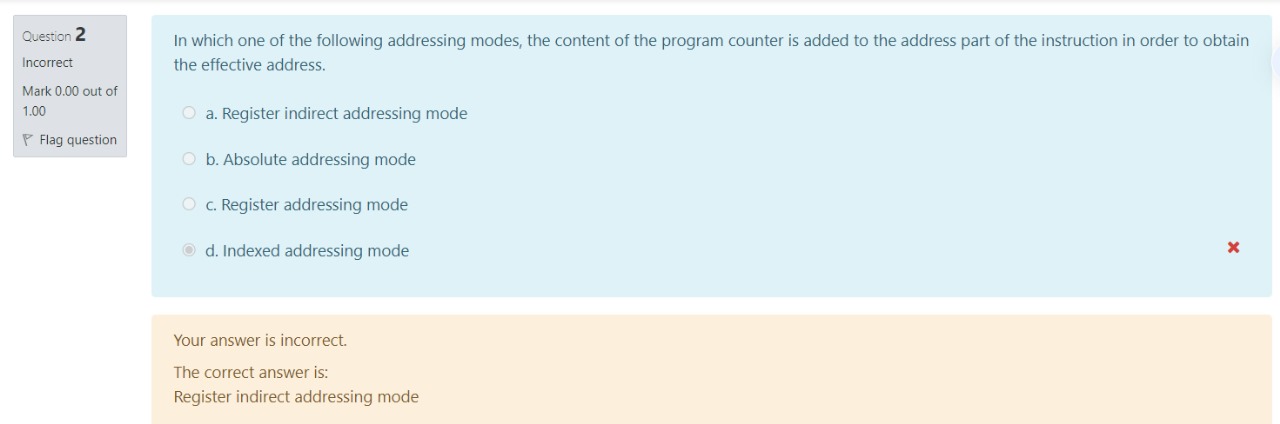 Question 2
Incorrect
Mark 0.00 out of
1.00
Flag question
In which one of the following addressing modes, the content of the program counter is added to the address part of the instruction in order to obtain
the effective address.
a. Register indirect addressing mode
b. Absolute addressing mode
c. Register addressing mode
d. Indexed addressing mode
Your answer is incorrect.
The correct answer is:
Register indirect addressing mode